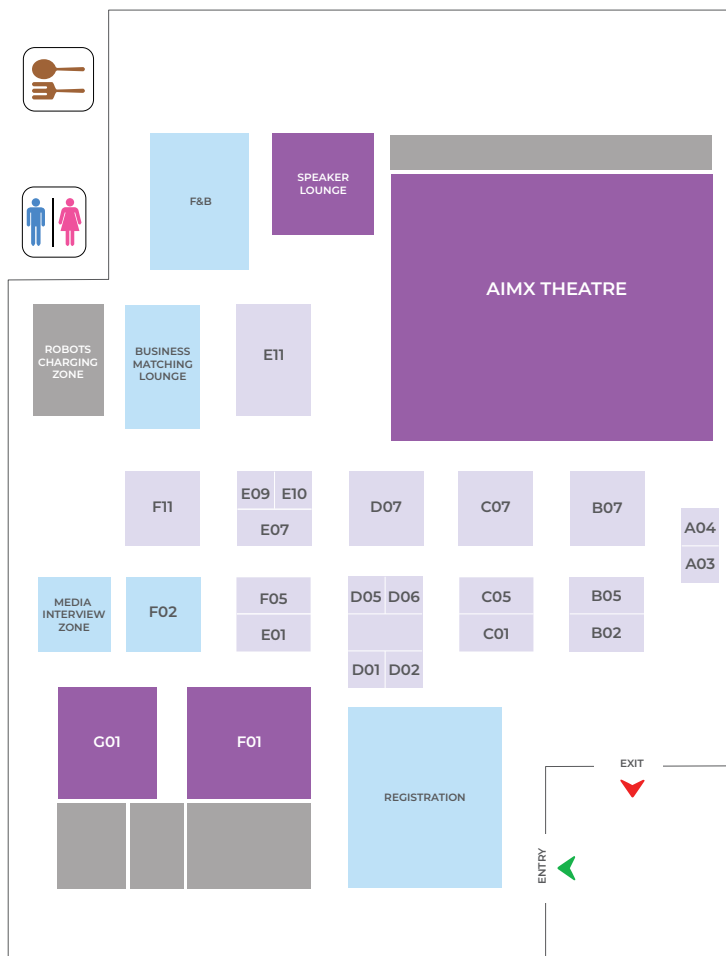 SPEAKER
LOUNGE
F&B
AIMX THEATRE
ROBOTS
CHARGING
ZONE
BUSINESS
MATCHING
LOUNGE
E11
F11
E09
E10
E07
D07
C07
B07
A04
A03
MEDIA
INTERVIEW
ZONE
F02
F05
E01
D05
D06
D01
D02
C05
C01
B05
B02
G01
F01
REGISTRATION
EXIT
ENTRY